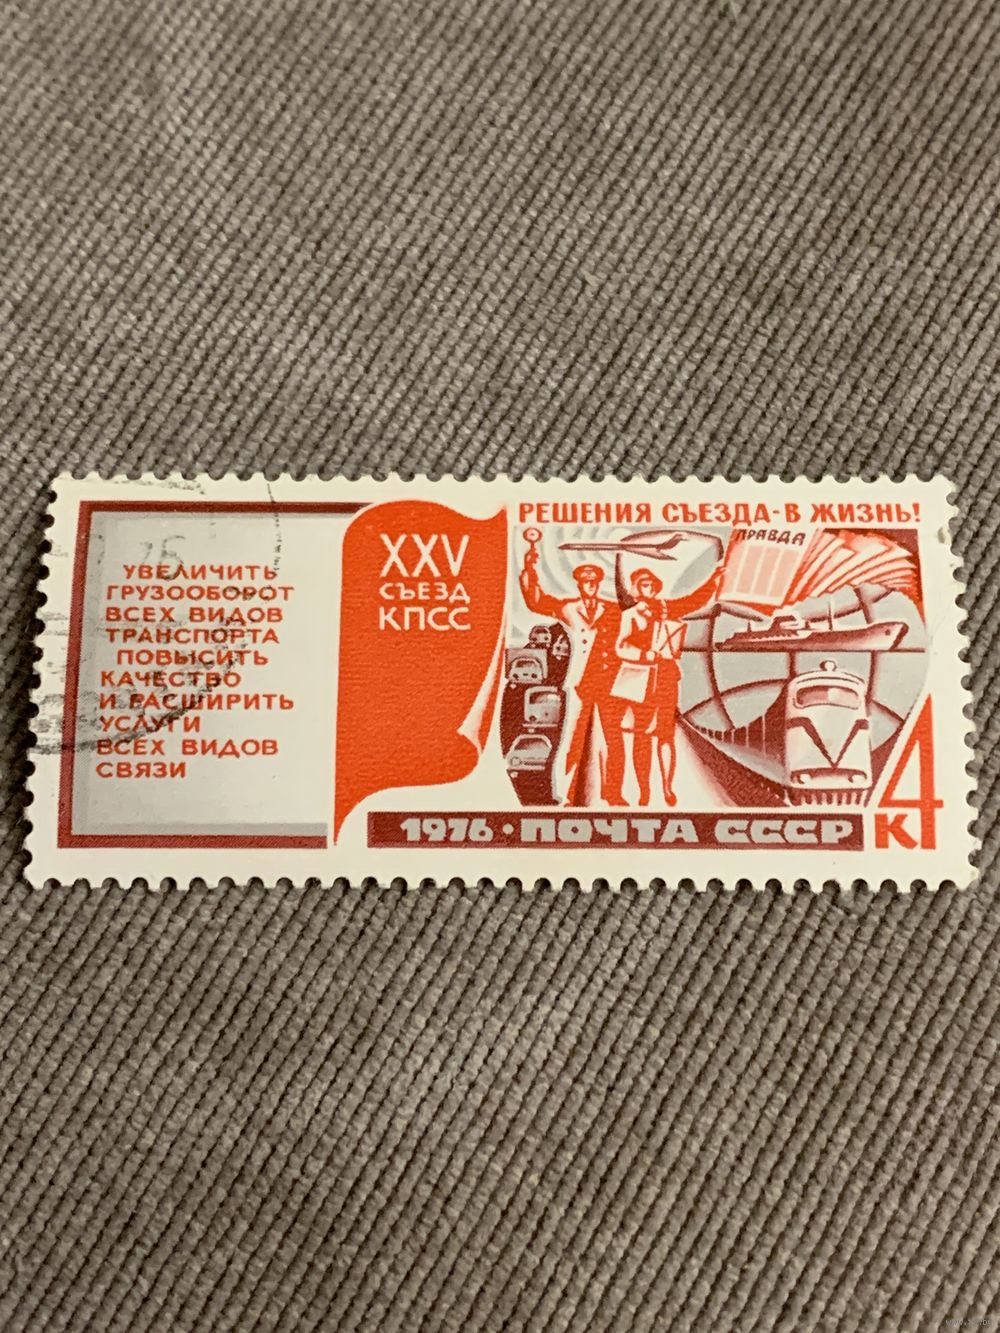 УВЕЛИЧИТЬ
ГРУЗООБОРОТ
ВСЕХ ВИДОВ
ТРАНСПОРТА
ПОВЫСИТЬ
КАЧЕСТВО
И РАСШИРИТЬ
УСЛУГИ
ВСЕХ ВИДОВ
СВЯЗИ
XXV
СЪЕЗД
КПСС
РЕШЕНИЯ СЪЕЗДА-В ЖИЗНЬ!
ПРАВДА
4
К
1976·ПОЧТА СССР